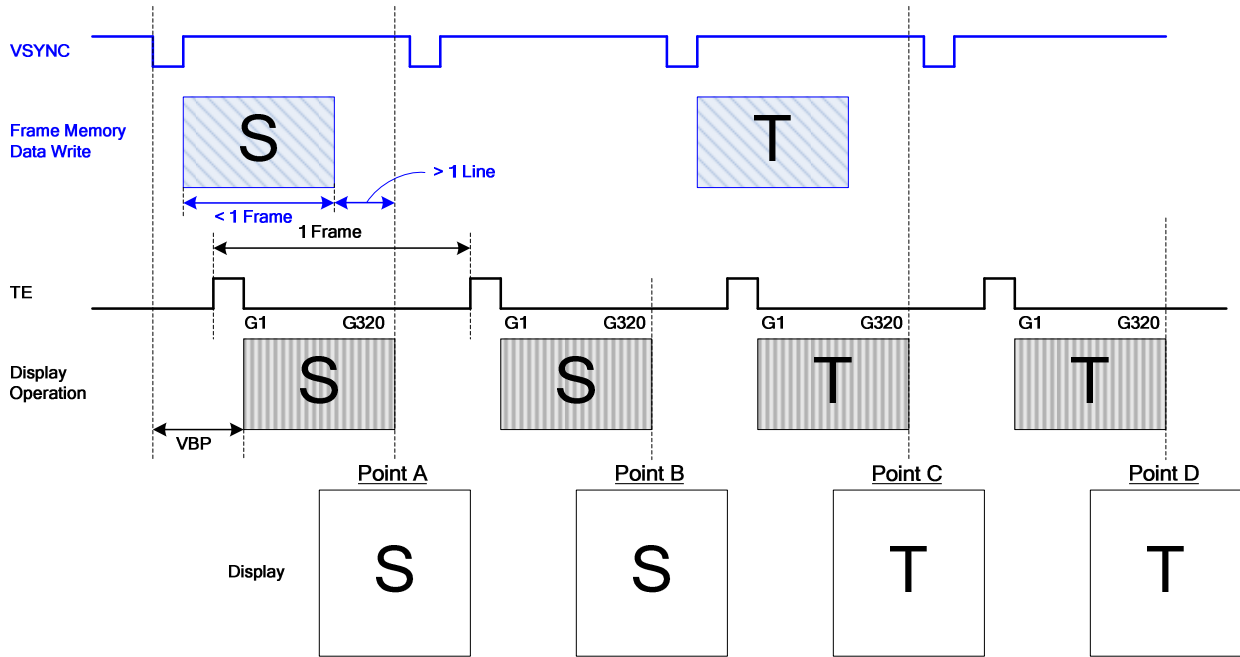 VSYNC
Frame Memory
Data Write
S
T
> 1 Line
< 1 Frame
1 Frame
TE
G1 G320 G1 G320 G1 G320 G1 G320
Display
Operation
S S T T
VBP
Point A Point B Point C Point D
Display
S S T T